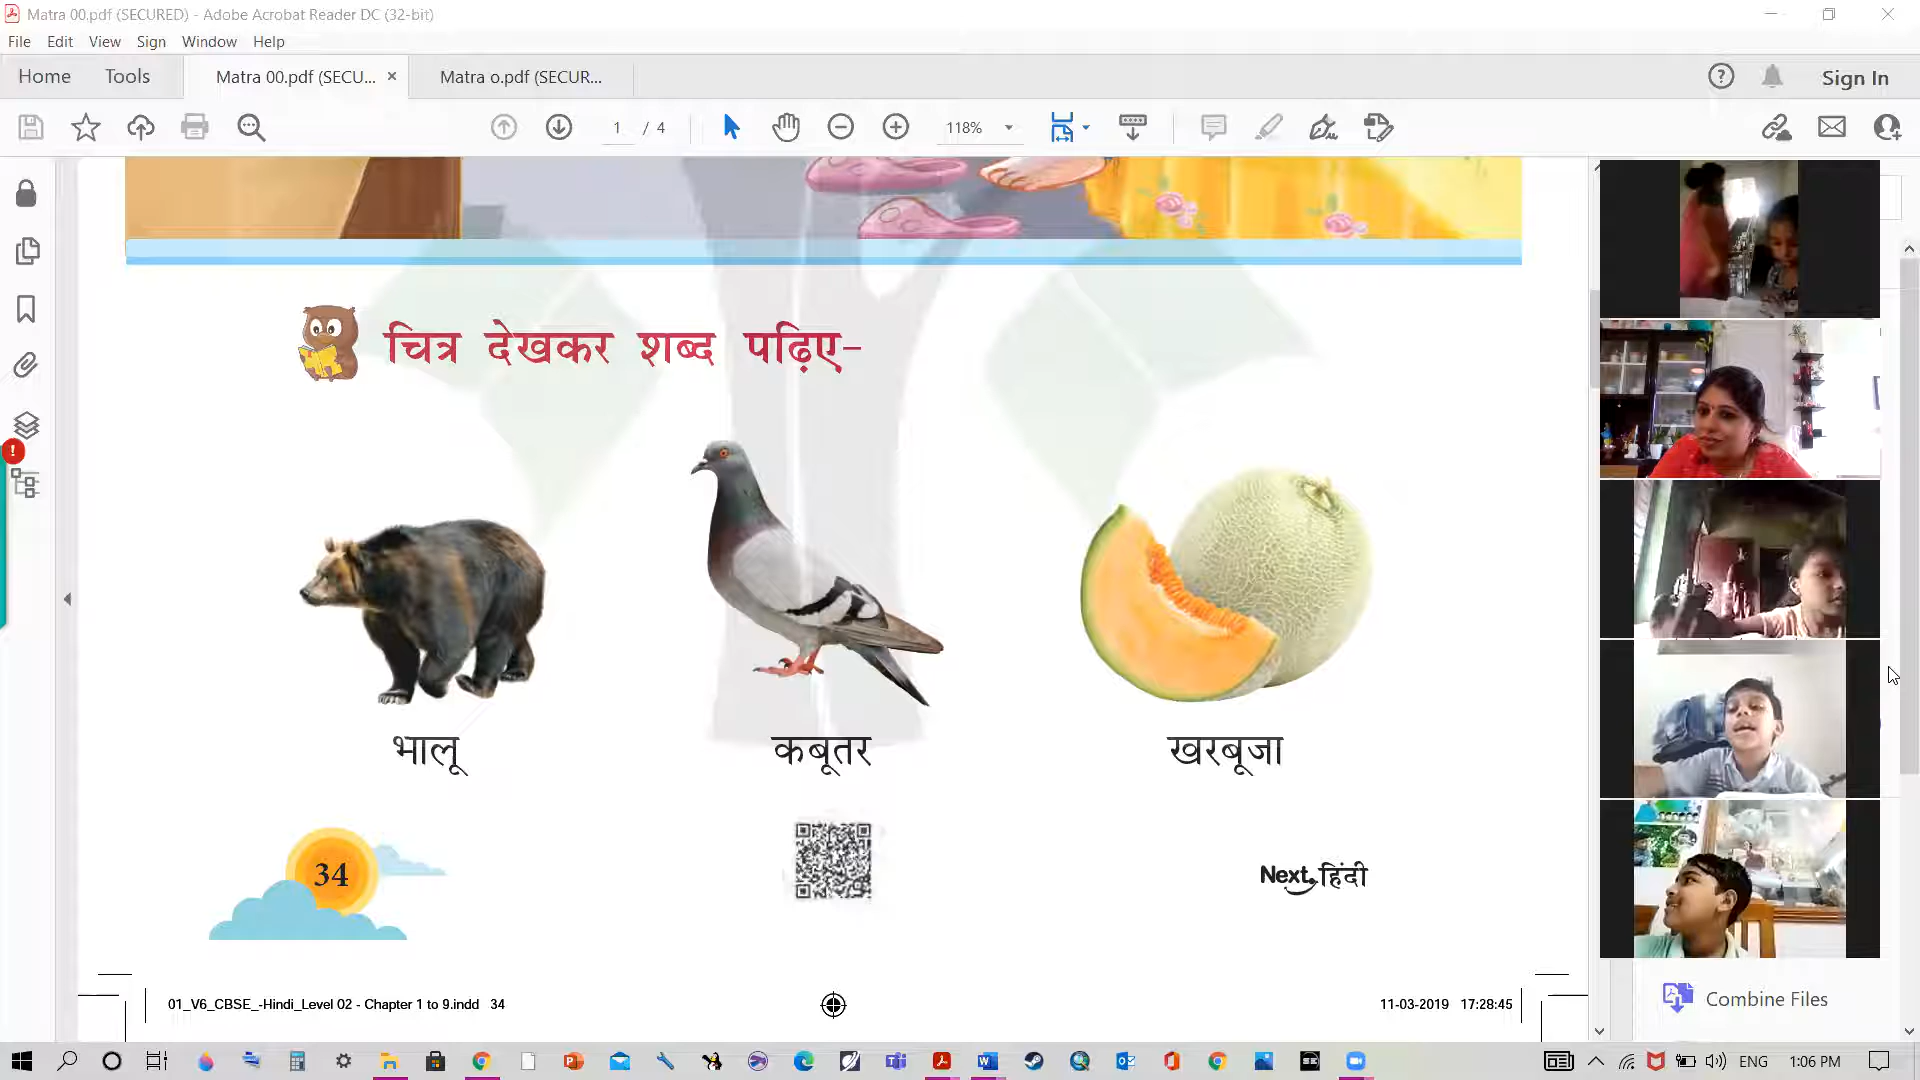 Matra 00.pdf (SECURED) - Adobe Acrobat Reader DC (32-bit)
File Edit View Sign Window Help
Home Tools Matra 00.pdf (SECU... × Matra o.pdf (SECUR... Sign In
1 / 4 118%
चित्र देखकर शब्द पढ़िए-
भालू कबूतर खरबूजा
34
Next हिंदी
01_V6_CBSE_-Hindi_Level 02 - Chapter 1 to 9.indd 34 11-03-2019 17:28:45
Combine Files
ENG 1:06 PM